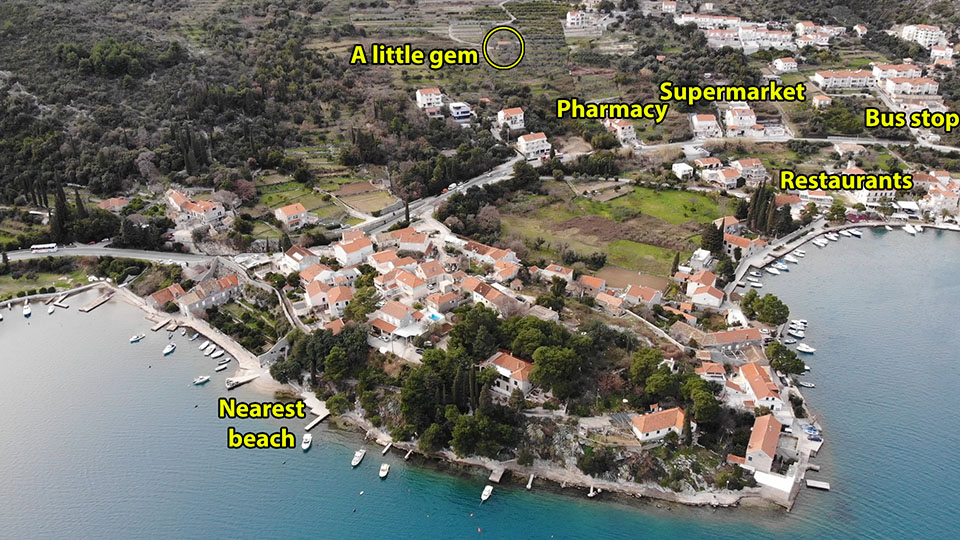 A little gem
Supermarket
Pharmacy
Bus stop
Restaurants
Nearest
beach